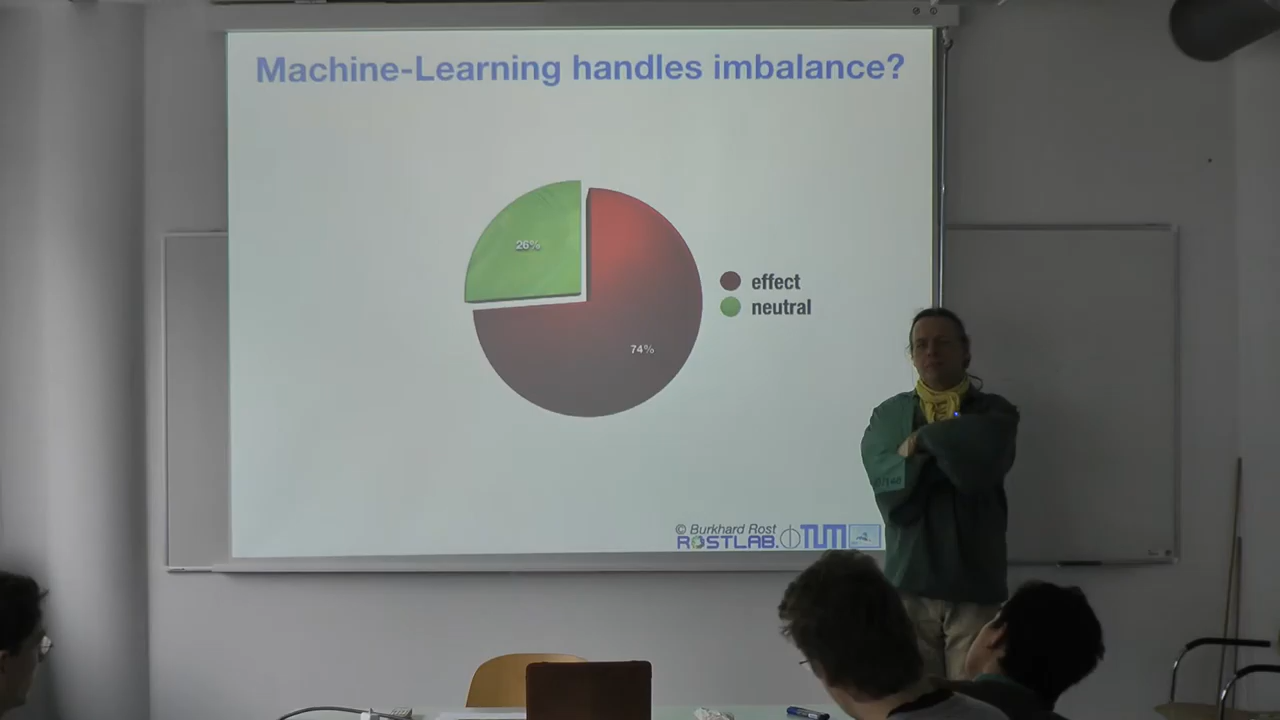 Machine-Learning handles imbalance?
26%
74%
effect
neutral
© Burkhard Rost
ROSTLAB.
TUM